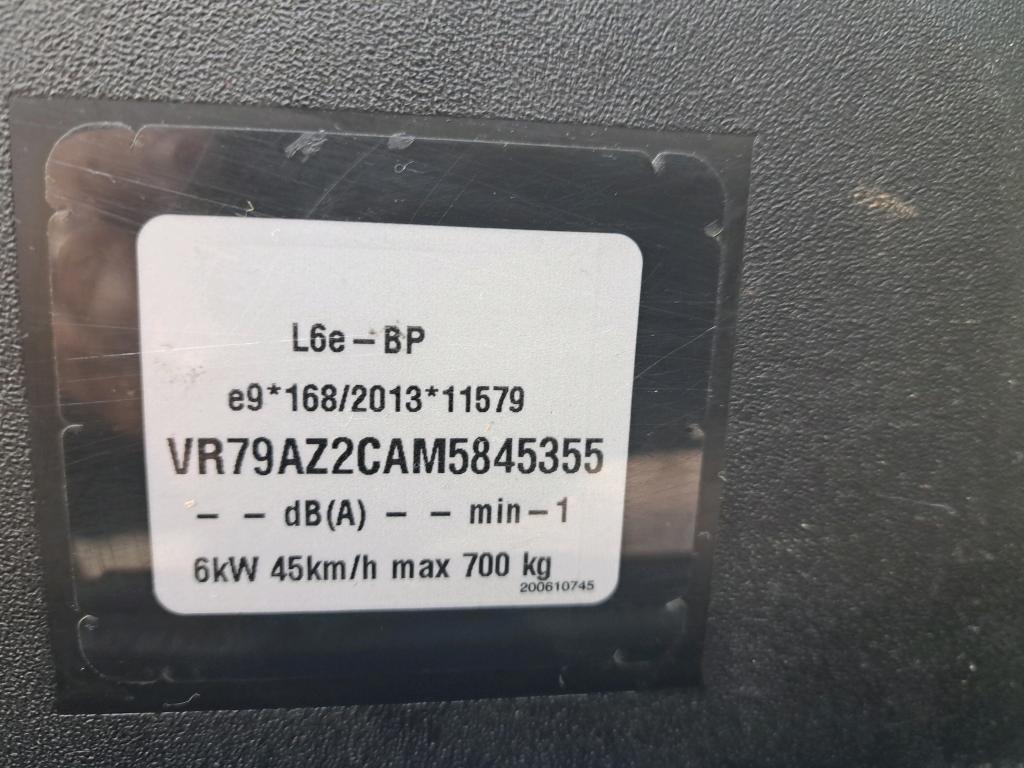 L6e-BP
e9*168/2013*11579
VR79AZ2CAM5845355
- - dB(A) - - min-1
6kW 45km/h max 700 kg
200610745